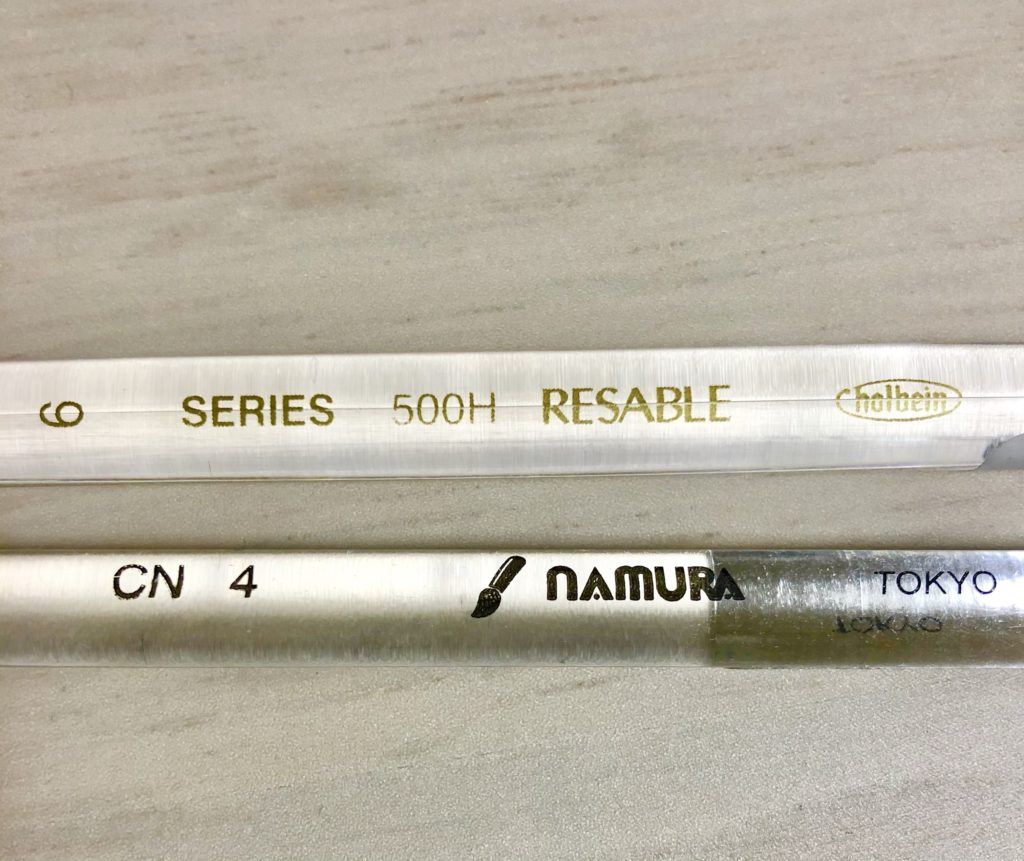 6 SERIES 500H RESABLE holbein
CN 4 NAMURA TOKYO